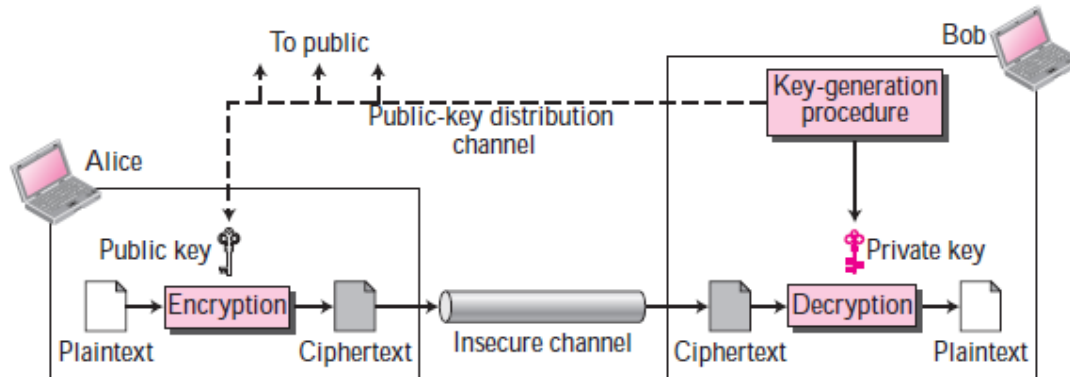 To public
Bob
Key-generation
procedure
Public-key distribution
channel
Alice
Public key
Private key
Encryption
Decryption
Plaintext
Ciphertext
Insecure channel
Ciphertext
Plaintext